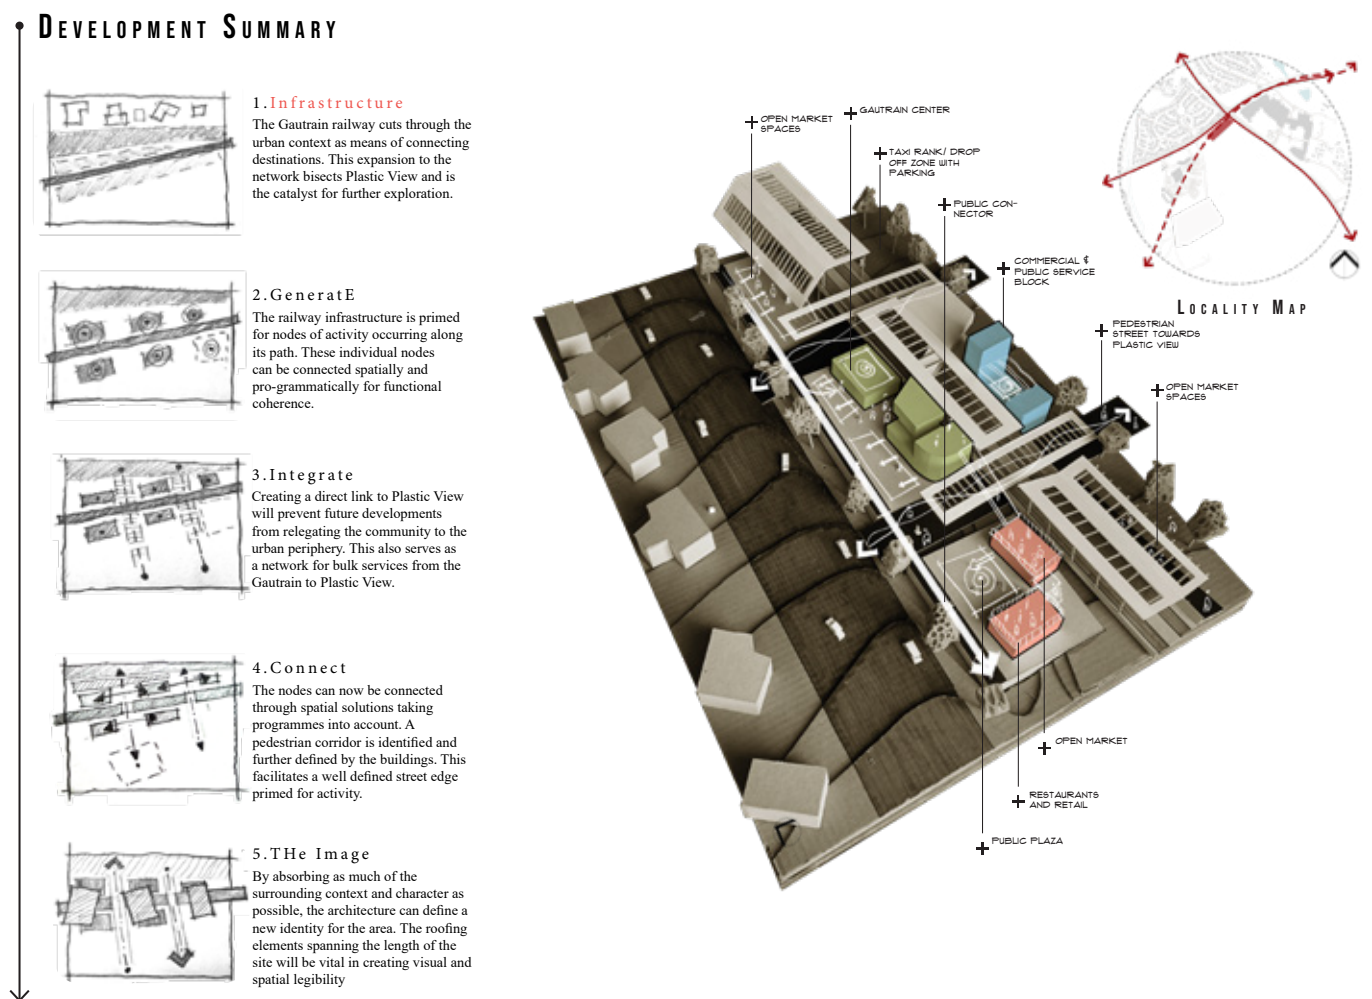 Development Summary
1.Infrastructure
The Gautrain railway cuts through the
urban context as means of connecting
destinations. This expansion to the
network bisects Plastic View and is
the catalyst for further exploration.
2.GeneratE
The railway infrastructure is primed
for nodes of activity occurring along
its path. These individual nodes
can be connected spatially and
pro-grammatically for functional
coherence.
3.Integrate
Creating a direct link to Plastic View
will prevent future developments
from relegating the community to the
urban periphery. This also serves as
a network for bulk services from the
Gautrain to Plastic View.
4.Connect
The nodes can now be connected
through spatial solutions taking
programmes into account. A
pedestrian corridor is identified and
further defined by the buildings. This
facilitates a well defined street edge
primed for activity.
5.THe Image
By absorbing as much of the
surrounding context and character as
possible, the architecture can define a
new identity for the area. The roofing
elements spanning the length of the
site will be vital in creating visual and
spatial legibility
OPEN MARKET
SPACES
GAUTRAIN CENTER
TAXI RANK/ DROP
OFF ZONE WITH
PARKING
PUBLIC CON-
NECTOR
COMMERCIAL &
PUBLIC SERVICE
BLOCK
Locality Map
PEDESTRIAN
STREET TOWARDS
PLASTIC VIEW
OPEN MARKET
SPACES
OPEN MARKET
RESTAURANTS
AND RETAIL
PUBLIC PLAZA